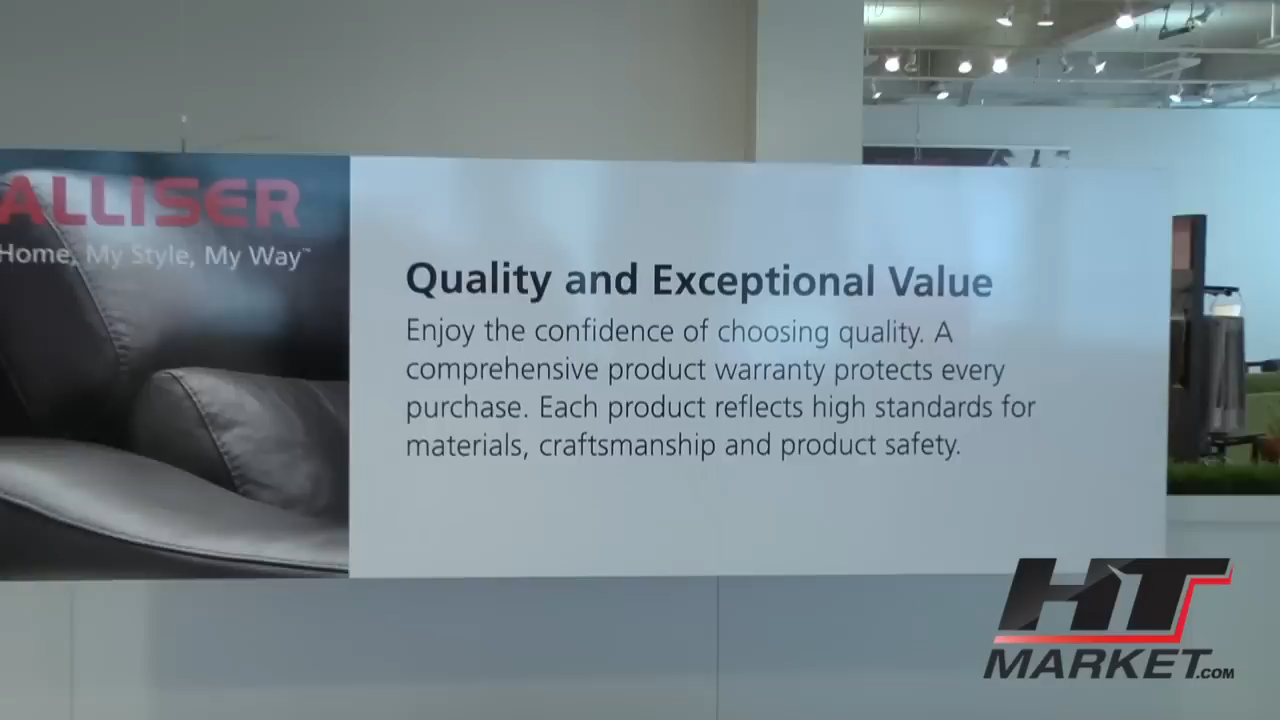 ALLISER
Home, My Style, My Way™
Quality and Exceptional Value
Enjoy the confidence of choosing quality. A
comprehensive product warranty protects every
purchase. Each product reflects high standards for
materials, craftsmanship and product safety.
HT
MARKET.COM